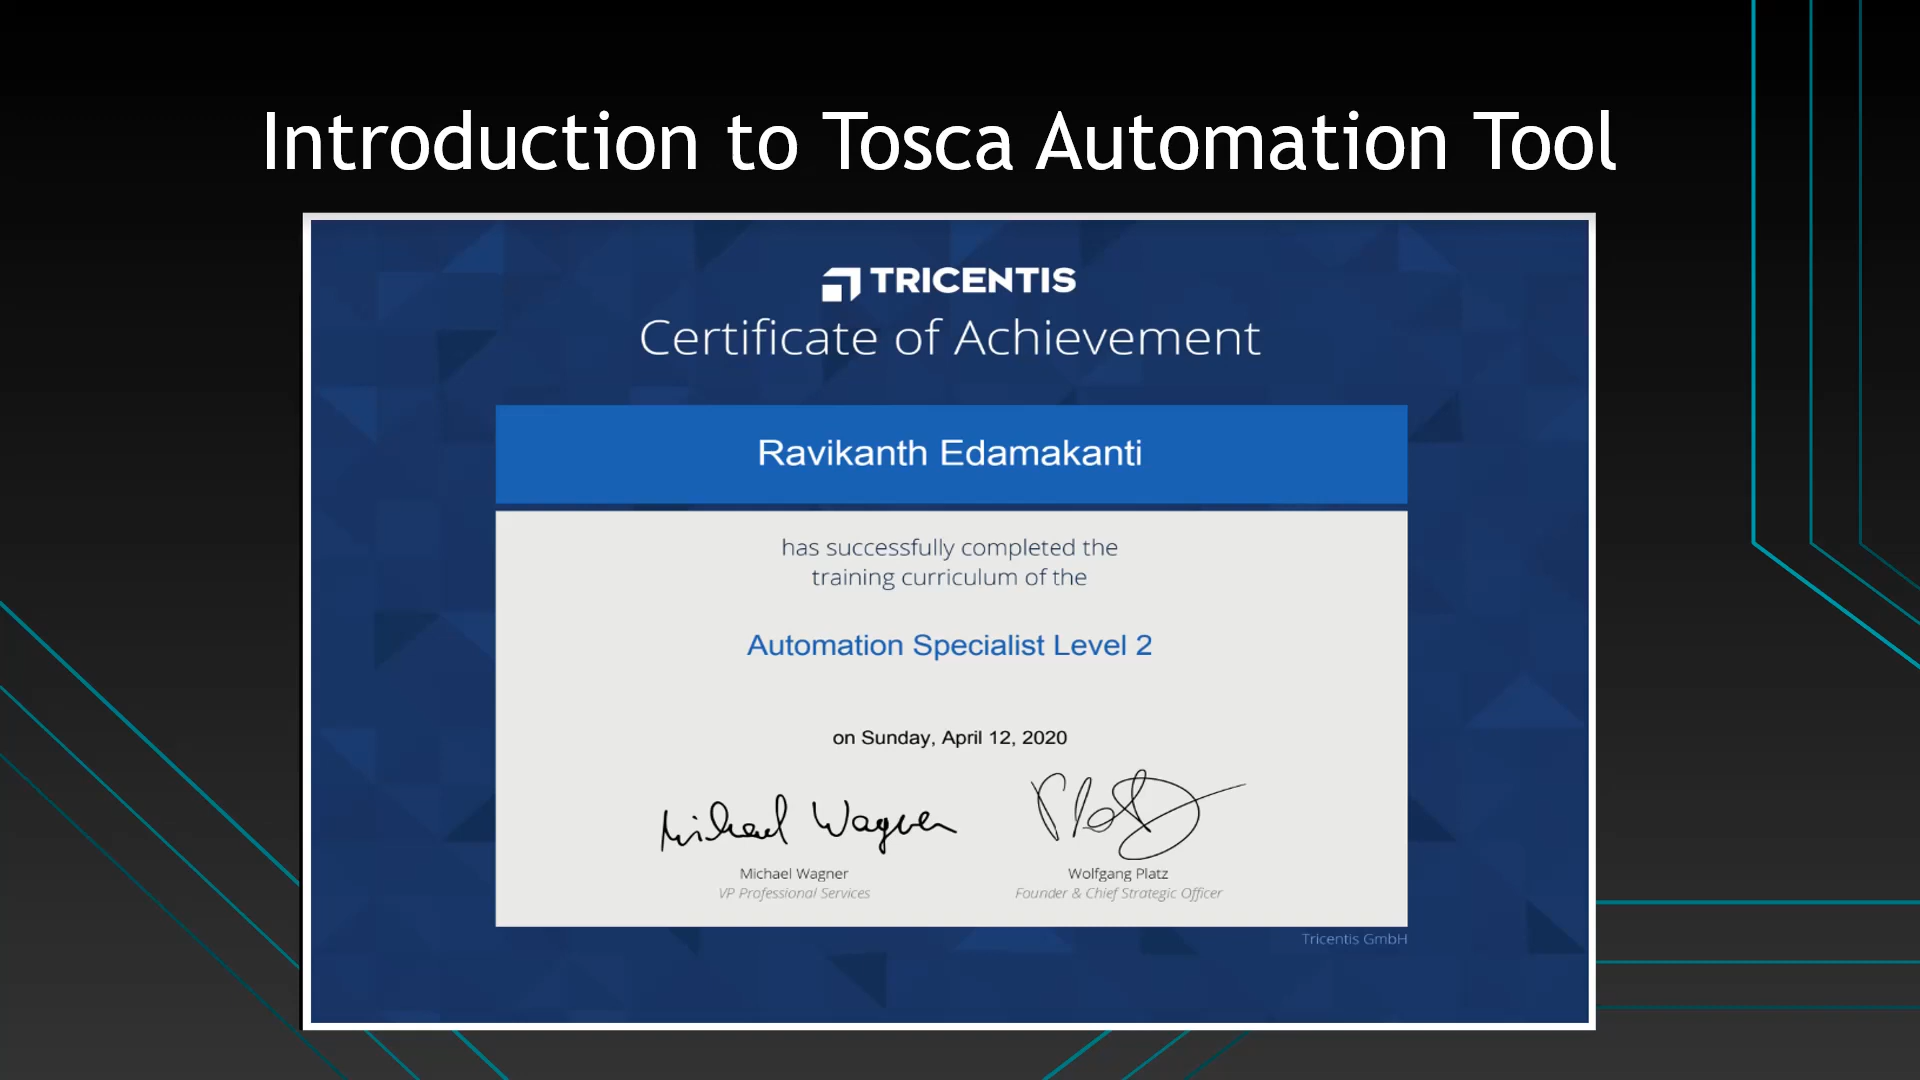 Introduction to Tosca Automation Tool
TRICENTIS
Certificate of Achievement
Ravikanth Edamakanti
has successfully completed the
training curriculum of the
Automation Specialist Level 2
on Sunday, April 12, 2020
Michael Wagner Platz
Michael Wagner Wolfgang Platz
VP Professional Services Founder & Chief Strategic Officer
Tricentis GmbH